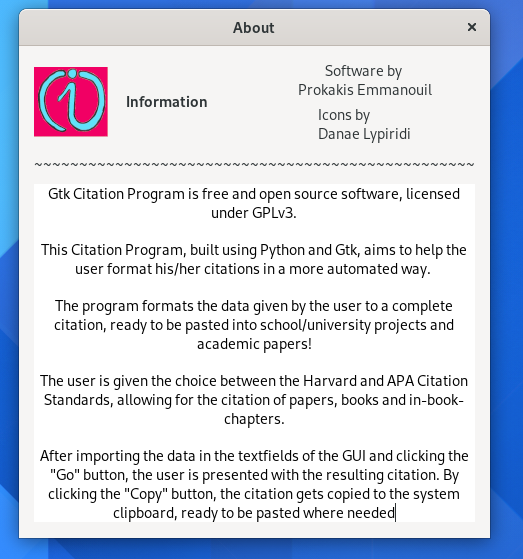 About
Information
Software by
Prokakis Emmanouil
Icons by
Danae Lypiridi
~~~~~~~~~~~~~~~~~~~~~~~~~~~~~~~~~~~~~~~~~~~~~~~~~
Gtk Citation Program is free and open source software, licensed
under GPLv3.
This Citation Program, built using Python and Gtk, aims to help the
user format his/her citations in a more automated way.
The program formats the data given by the user to a complete
citation, ready to be pasted into school/university projects and
academic papers!
The user is given the choice between the Harvard and APA Citation
Standards, allowing for the citation of papers, books and in-book-
chapters.
After importing the data in the textfields of the GUI and clicking the
"Go" button, the user is presented with the resulting citation. By
clicking the "Copy" button, the citation gets copied to the system
clipboard, ready to be pasted where needed